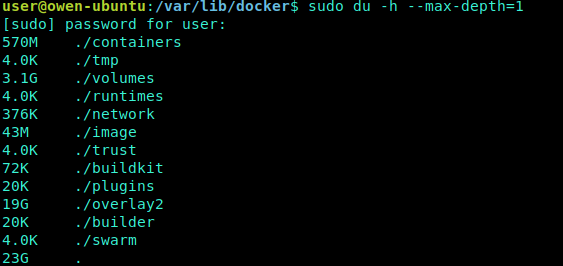 user@owen-ubuntu:/var/lib/docker$ sudo du -h --max-depth=1
[sudo] password for user:
570M    ./containers
4.0K    ./tmp
3.1G    ./volumes
4.0K    ./runtimes
376K    ./network
43M     ./image
4.0K    ./trust
72K     ./buildkit
20K     ./plugins
19G     ./overlay2
20K     ./builder
4.0K    ./swarm
23G     .